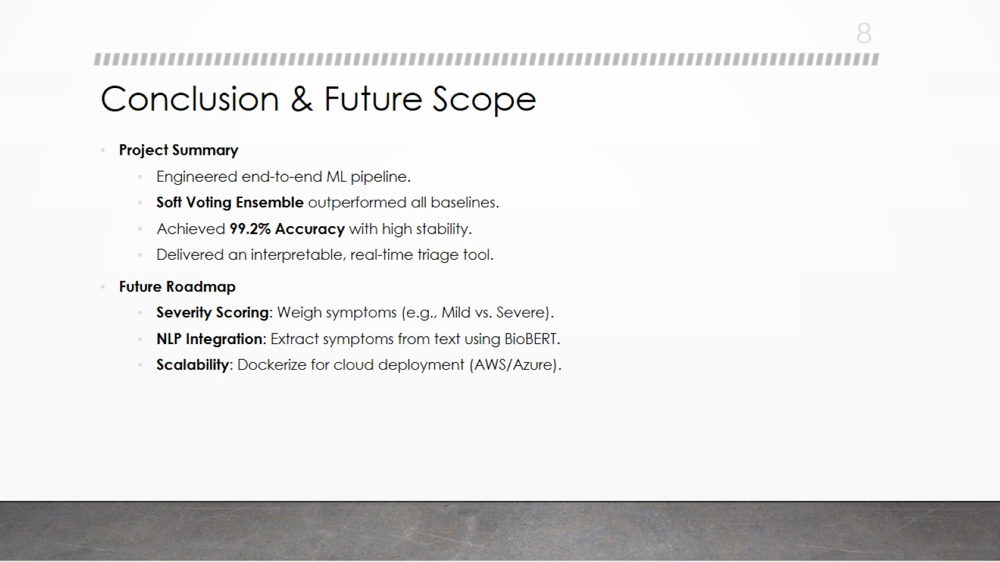 8
Conclusion & Future Scope
Project Summary
Engineered end-to-end ML pipeline.
Soft Voting Ensemble outperformed all baselines.
Achieved 99.2% Accuracy with high stability.
Delivered an interpretable, real-time triage tool.
Future Roadmap
Severity Scoring: Weigh symptoms (e.g., Mild vs. Severe).
NLP Integration: Extract symptoms from text using BioBERT.
Scalability: Dockerize for cloud deployment (AWS/Azure).